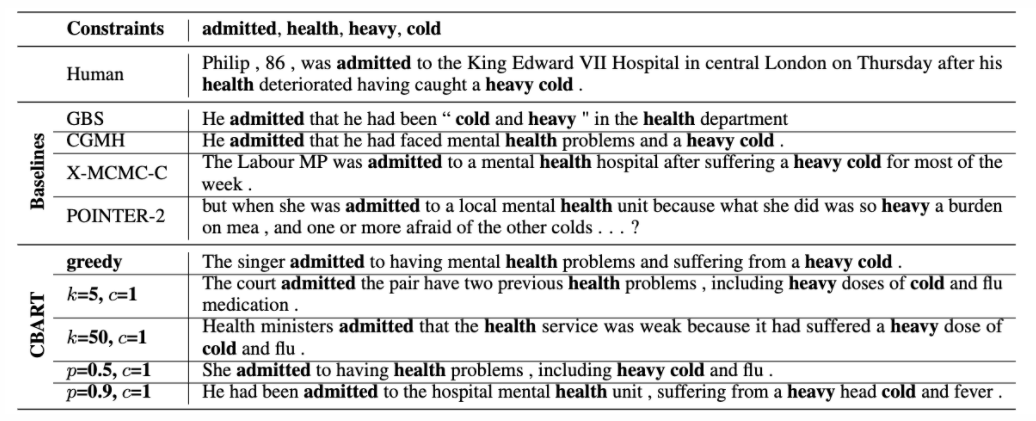 Constraints admitted, health, heavy, cold
Human Philip , 86 , was admitted to the King Edward VII Hospital in central London on Thursday after his
health deteriorated having caught a heavy cold .
Baselines
GBS He admitted that he had been “ cold and heavy " in the health department
CGMH He admitted that he had faced mental health problems and a heavy cold .
X-MCMC-C The Labour MP was admitted to a mental health hospital after suffering a heavy cold for most of the
week .
POINTER-2 but when she was admitted to a local mental health unit because what she did was so heavy a burden
on mea , and one or more afraid of the other colds . . . ?
CBART
greedy The singer admitted to having mental health problems and suffering from a heavy cold .
k=5, c=1 The court admitted the pair have two previous health problems , including heavy doses of cold and flu
medication .
k=50, c=1 Health ministers admitted that the health service was weak because it had suffered a heavy dose of
cold and flu .
p=0.5, c=1 She admitted to having health problems , including heavy cold and flu .
p=0.9, c=1 He had been admitted to the hospital mental health unit , suffering from a heavy head cold and fever .